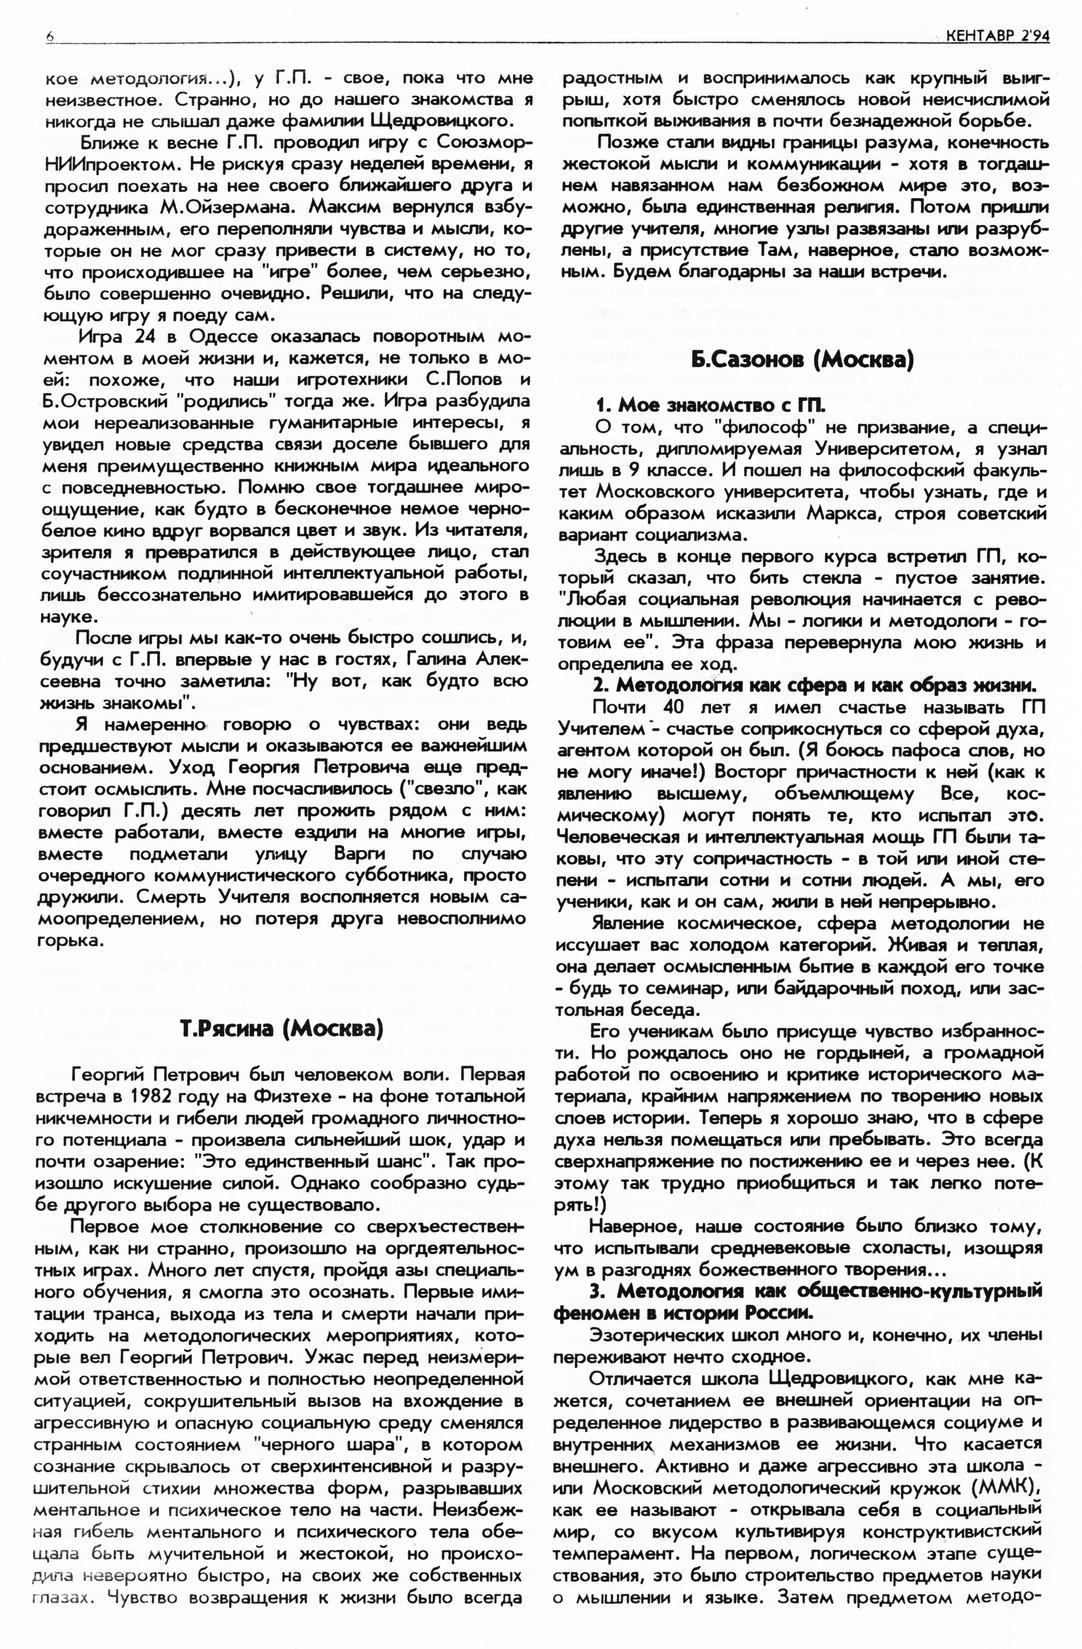 6
КЕНТАВР 2'94
кое методология...), у Г.П. - свое, пока что мне
неизвестное. Странно, но до нашего знакомства я
никогда не слышал даже фамилии Щедровицкого.
Ближе к весне Г.П. проводил игру с Союзмор-
НИИпроектом. Не рискуя сразу неделей времени, я
просил поехать на нее своего ближайшего друга и
сотрудника М.Ойзермана. Максим вернулся взбу-
дораженным, его переполняли чувства и мысли, ко-
торые он не мог сразу привести в систему, но то,
что происходившее на "игре" более, чем серьезно,
было совершенно очевидно. Решили, что на следу-
ющую игру я поеду сам.
Игра 24 в Одессе оказалась поворотным мо-
ментом в моей жизни и, кажется, не только в мо-
ей: похоже, что наши игротехники С.Попов и
Б.Островский "родились" тогда же. Игра разбудила
мои нереализованные гуманитарные интересы, я
увидел новые средства связи доселе бывшего для
меня преимущественно книжным мира идеального
с повседневностью. Помню свое тогдашнее миро-
ощущение, как будто в бесконечное немое черно-
белое кино вдруг ворвался цвет и звук. Из читателя,
зрителя я превратился в действующее лицо, стал
соучастником подлинной интеллектуальной работы,
лишь бессознательно имитировавшейся до этого в
науке.
После игры мы как-то очень быстро сошлись, и,
будучи с Г.П. впервые у нас в гостях, Галина Алек-
сеевна точно заметила: "Ну вот, как будто всю
жизнь знакомы".
Я намеренно говорю о чувствах: они ведь
предшествуют мысли и оказываются ее важнейшим
основанием. Уход Георгия Петровича еще пред-
стоит осмыслить. Мне посчастливилось ("свезло", как
говорил Г.П.) десять лет прожить рядом с ним:
вместе работали, вместе ездили на многие игры,
вместе подметали улицу Варги по случаю
очередного коммунистического субботника, просто
дружили. Смерть Учителя восполняется новым са-
моопределением, но потеря друга невосполнимо
горька.
Т.Рясина (Москва)
Георгий Петрович был человеком воли. Первая
встреча в 1982 году на Физтехе - на фоне тотальной
никчемности и гибели людей громадного личностно-
го потенциала - произвела сильнейший шок, удар и
почти озарение: "Это единственный шанс". Так про-
изошло искушение силой. Однако сообразно судь-
бе другого выбора не существовало.
Первое мое столкновение со сверхъестествен-
ным, как ни странно, произошло на оргдеятельнос-
тных играх. Много лет спустя, пройдя азы специаль-
ного обучения, я смогла это осознать. Первые ими-
тации транса, выхода из тела и смерти начали при-
ходить на методологических мероприятиях, кото-
рые вел Георгий Петрович. Ужас перед неизмери-
мой ответственностью и полностью неопределенной
ситуацией, сокрушительный вызов на вхождение в
агрессивную и опасную социальную среду сменялся
странным состоянием "черного шара", в котором
сознание скрывалось от сверхинтенсивной и разру-
шительной стихии множества форм, разрывавших
ментальное и психическое тело на части. Неизбеж-
ная гибель ментального и психического тела обе-
щала быть мучительной и жестокой, но происхо-
дила невероятно быстро, на своих же собственных
глазах. Чувство возвращения к жизни было всегда
радостным и воспринималось как крупный выиг-
рыш, хотя быстро сменялось новой неисчислимой
попыткой выживания в почти безнадежной борьбе.
Позже стали видны границы разума, конечность
жестокой мысли и коммуникации - хотя в тогдаш-
нем навязанном нам безбожном мире это, воз-
можно, была единственная религия. Потом пришли
другие учителя, многие узлы развязаны или разруб-
лены, а присутствие Там, наверное, стало возмож-
ным. Будем благодарны за наши встречи.
Б.Сазонов (Москва)
1. Мое знакомство с ГП.
О том, что "философ" не призвание, а специ-
альность, дипломируемая Университетом, я узнал
лишь в 9 классе. И пошел на философский факуль-
тет Московского университета, чтобы узнать, где и
каким образом исказили Маркса, строя советский
вариант социализма.
Здесь в конце первого курса встретил ГП, ко-
торый сказал, что бить стекла - пустое занятие.
"Любая социальная революция начинается с рево-
люции в мышлении. Мы - логики и методологи - го-
товим ее". Эта фраза перевернула мою жизнь и
определила ее ход.
2. Методология как сфера и как образ жизни.
Почти 40 лет я имел счастье называть ГП
Учителем - счастье соприкоснуться со сферой духа,
агентом которой он был. (Я боюсь пафоса слов, но
не могу иначе!) Восторг причастности к ней (как к
явлению высшему, объемлющему Все, кос-
мическому) могут понять те, кто испытал это.
Человеческая и интеллектуальная мощь ГП были та-
ковы, что эту сопричастность - в той или иной сте-
пени - испытали сотни и сотни людей. А мы, его
ученики, как и он сам, жили в ней непрерывно.
Явление космическое, сфера методологии не
иссушает вас холодом категорий. Живая и теплая,
она делает осмысленным бытие в каждой его точке
- будь то семинар, или байдарочный поход, или зас-
тольная беседа.
Его ученикам было присуще чувство избраннос-
ти. Но рождалось оно не гордыней, а громадной
работой по освоению и критике исторического ма-
териала, крайним напряжением по творению новых
слоев истории. Теперь я хорошо знаю, что в сфере
духа нельзя помещаться или пребывать. Это всегда
сверхнапряжение по постижению ее и через нее. (К
этому так трудно приобщиться и так легко поте-
рять!)
Наверное, наше состояние было близко тому,
что испытывали средневековые схоласты, изощряя
ум в разгоднях божественного творения...
3. Методология как общественно-культурный
феномен в истории России.
Эзотерических школ много и, конечно, их члены
переживают нечто сходное.
Отличается школа Щедровицкого, как мне ка-
жется, сочетанием ее внешней ориентации на оп-
ределенное лидерство в развивающемся социуме и
внутренних механизмов ее жизни. Что касается
внешнего. Активно и даже агрессивно эта школа -
или Московский методологический кружок (ММК),
как ее называют - открывала себя в социальный
мир, со вкусом культивируя конструктивистский
темперамент. На первом, логическом этапе суще-
ствования, это было строительство предметов науки
о мышлении и языке. Затем предметом методо-